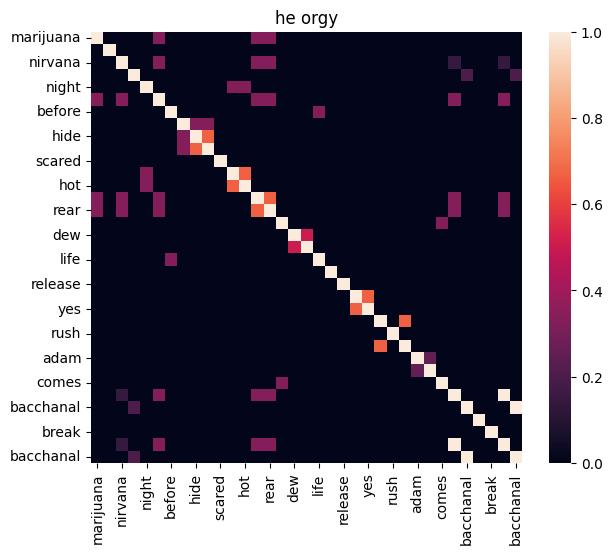 he orgy
marijuana
nirvana
night
before
hide
scared
hot
rear
dew
life
release
yes
rush
adam
comes
bacchanal
break
bacchanal
1.0
0.8
0.6
0.4
0.2
0.0
marijuana
nirvana
night
before
hide
scared
hot
rear
dew
life
release
yes
rush
adam
comes
bacchanal
break
bacchanal